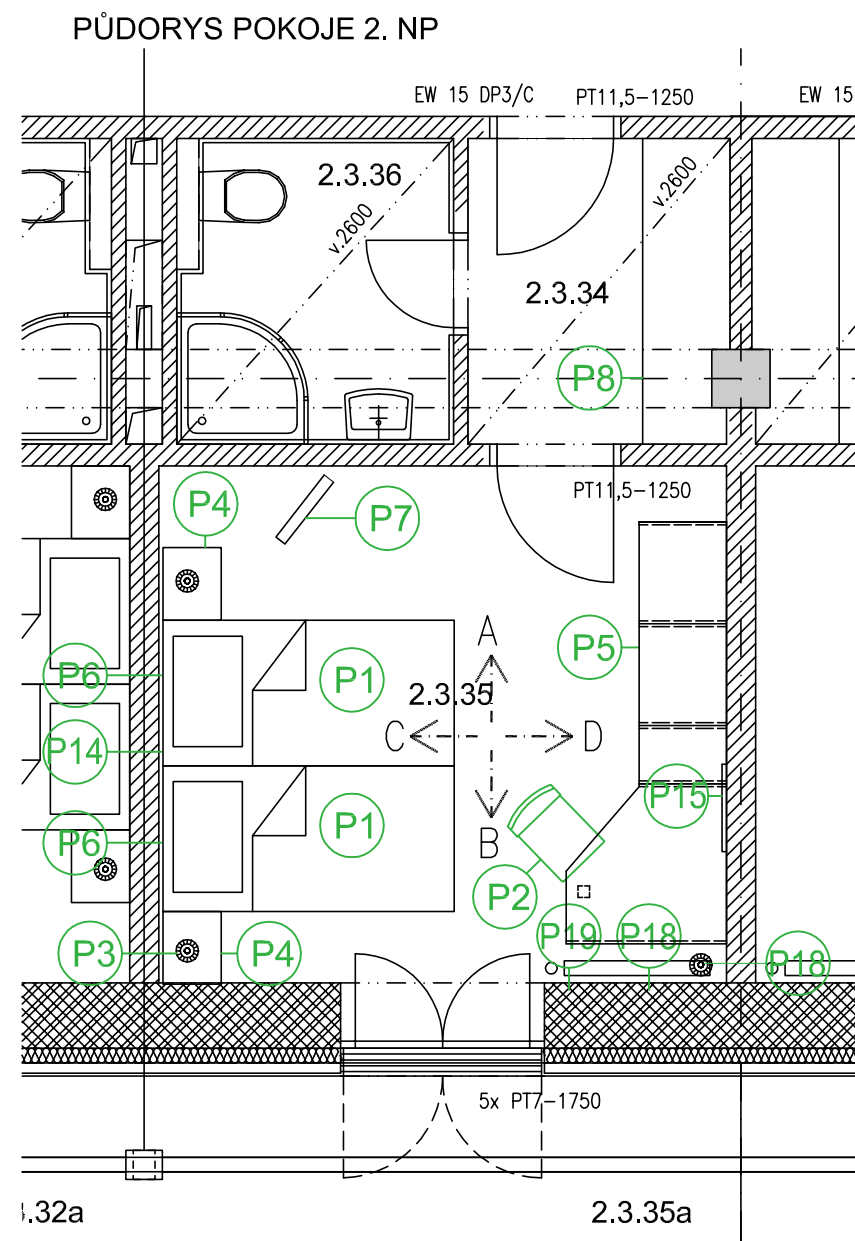 PŮDORYS POKOJE 2. NP
EW 15 DP3/C
PT11,5-1250
EW 15
2.3.36
v.2600
v.2600
2.3.34
P8
PT11,5-1250
P4
P7
A
P5
P6
P1
2.3.35
C
D
P14
P15
P1
B
P6
P2
P3
P4
P19
P18
P18
5x PT7-1750
.32a
2.3.35a